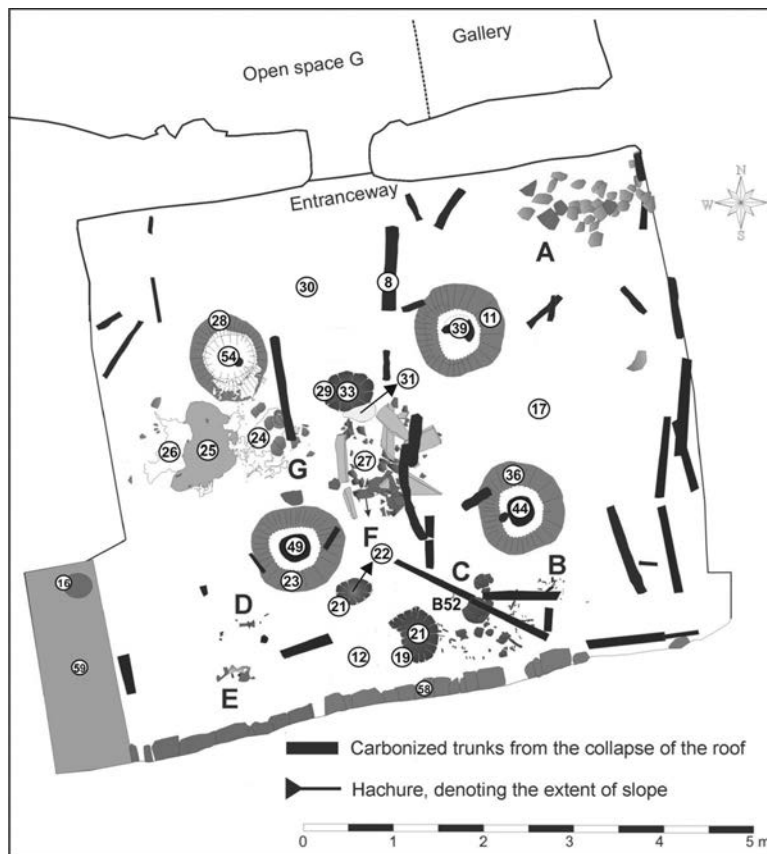 Gallery
Open space G
N
W
S
Entranceway
A
30
8
11
28
39
54
31
29
33
17
26
25
24
27
36
G
44
49
F
22
B
C
16
23
21
B52
D
21
59
12
19
E
58
Carbonized trunks from the collapse of the roof
Hachure, denoting the extent of slope
0 1 2 3 4 5 m